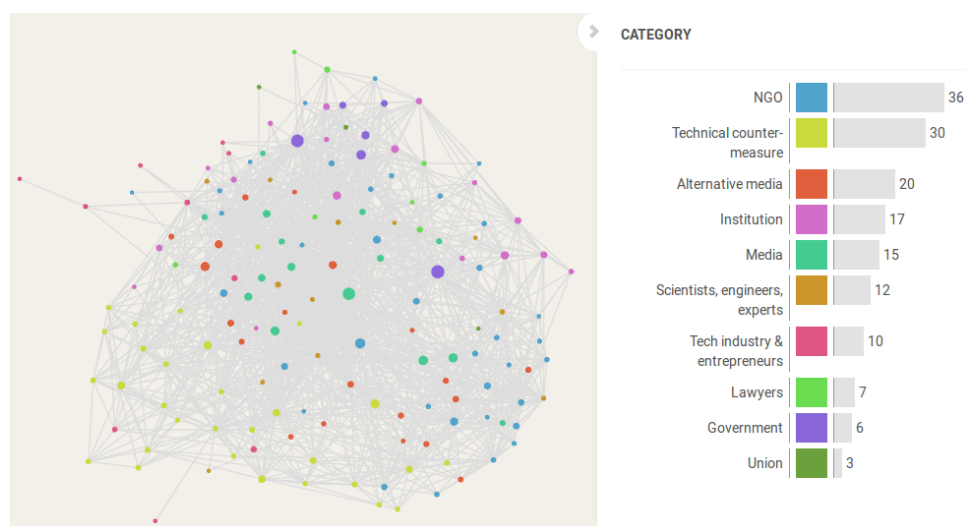 CATEGORY
NGO 36
Technical counter-
measure 30
Alternative media 20
Institution 17
Media 15
Scientists, engineers,
experts 12
Tech industry &
entrepreneurs 10
Lawyers 7
Government 6
Union 3